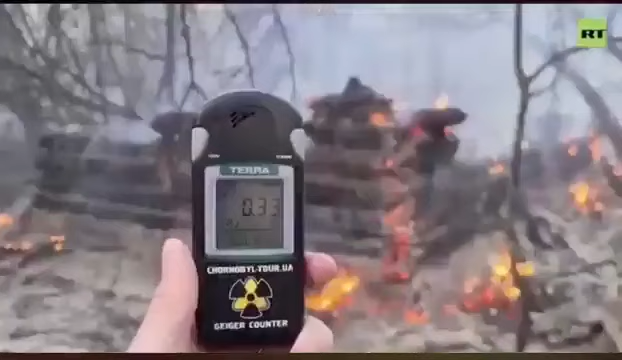 RT
TERRA
0.33
CHORNOBYL-TOUR.UA
GEIGER COUNTER